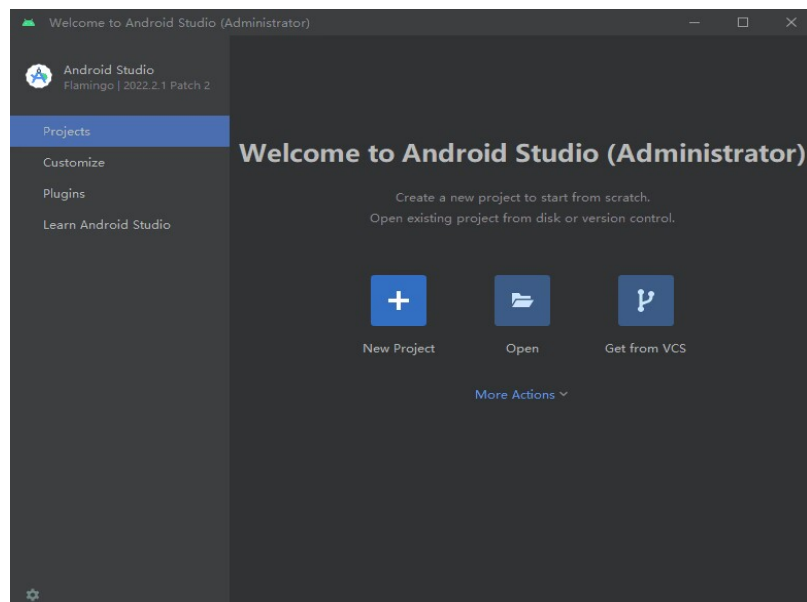 Welcome to Android Studio (Administrator)
Android Studio
Flamingo | 2022.2.1 Patch 2
Projects
Customize
Plugins
Learn Android Studio
Welcome to Android Studio (Administrator)
Create a new project to start from scratch.
Open existing project from disk or version control.
New Project
Open
Get from VCS
More Actions